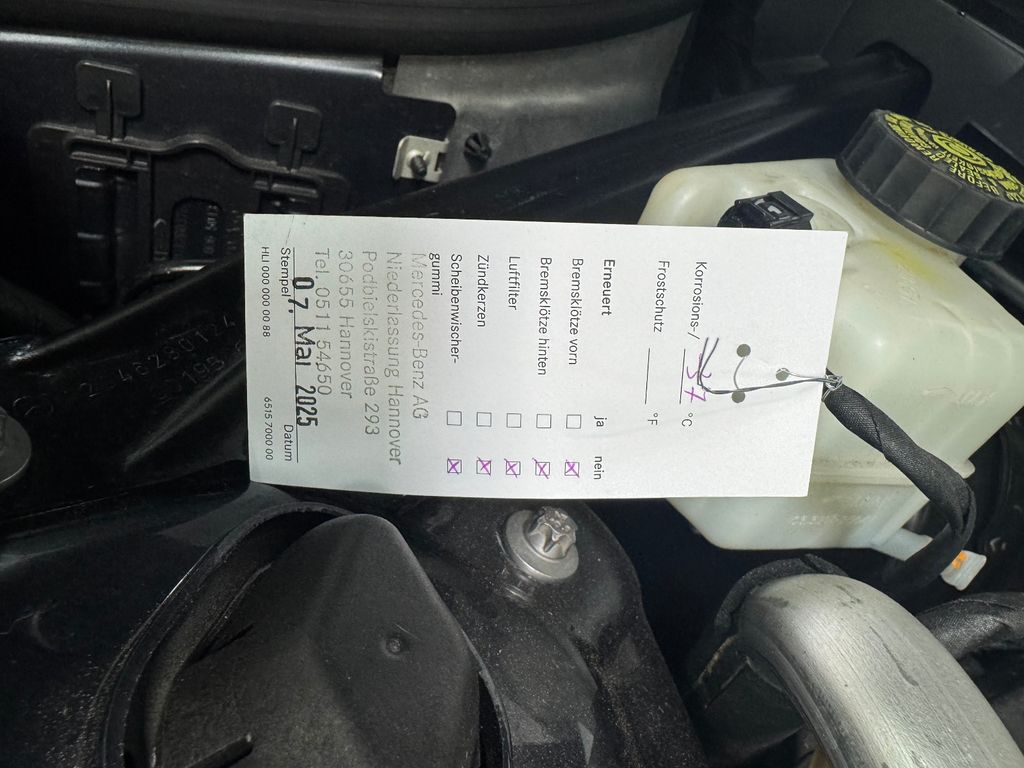 Korrosions-/
Frostschutz
-37 °C
°F
Erneuert ja nein
Bremsklötze vorn
Bremsklötze hinten
Luftfilter
Zündkerzen
Scheibenwischer-
gummi
Mercedes-Benz AG
Niederlassung Hannover
Podbielskistraße 293
30655 Hannover
Tel. 0511 54650
07. Mai 2025
Stempel Datum
HLI 000 000 00 88 6515 7000 00